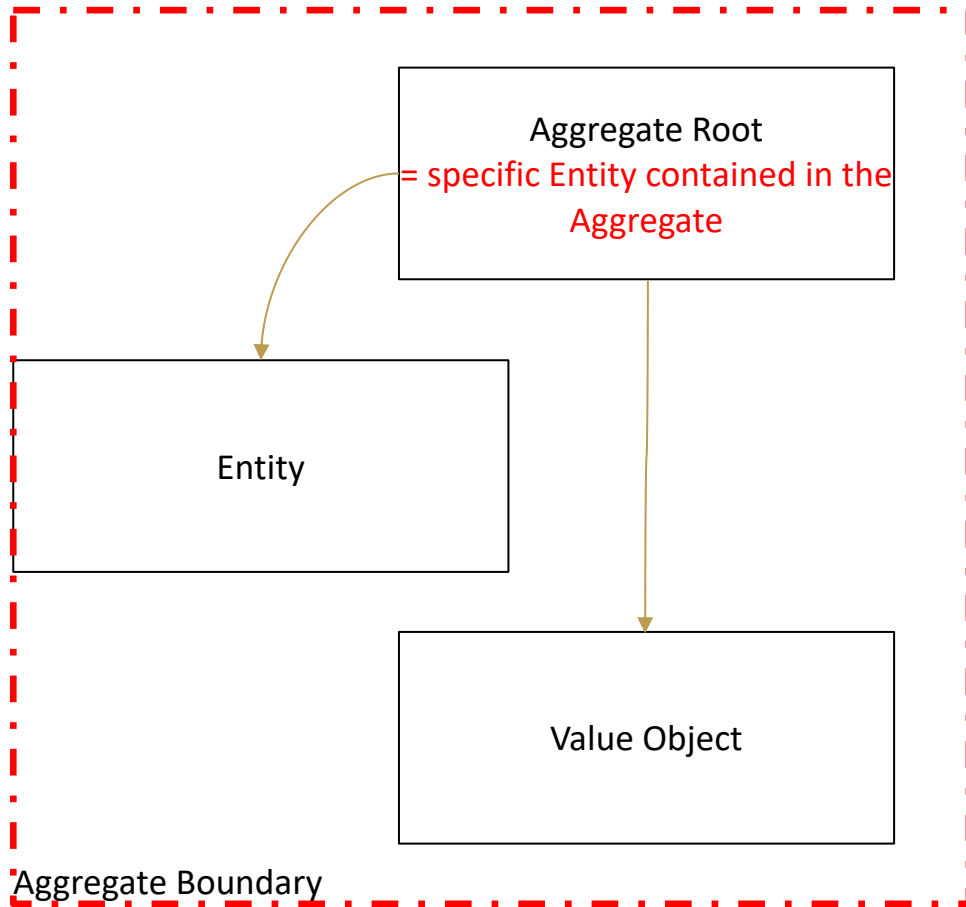 Aggregate Root
= specific Entity contained in the
Aggregate
Entity
Value Object
Aggregate Boundary